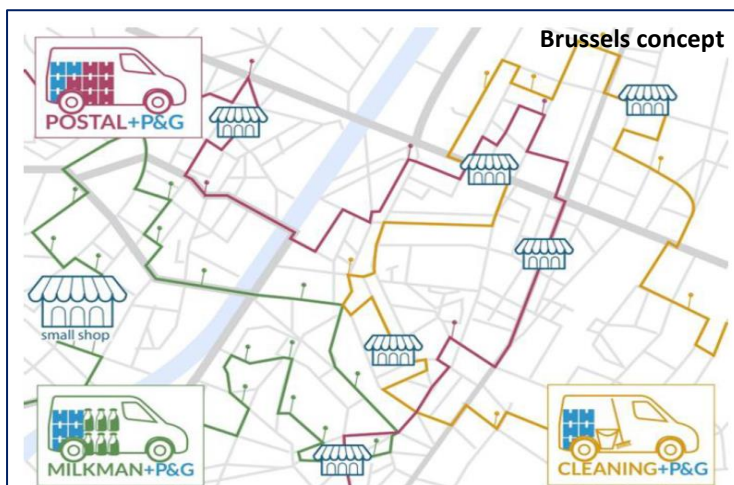 Brussels concept
POSTAL+P&G
small shop
MILKMAN+P&G
CLEANING+P&G